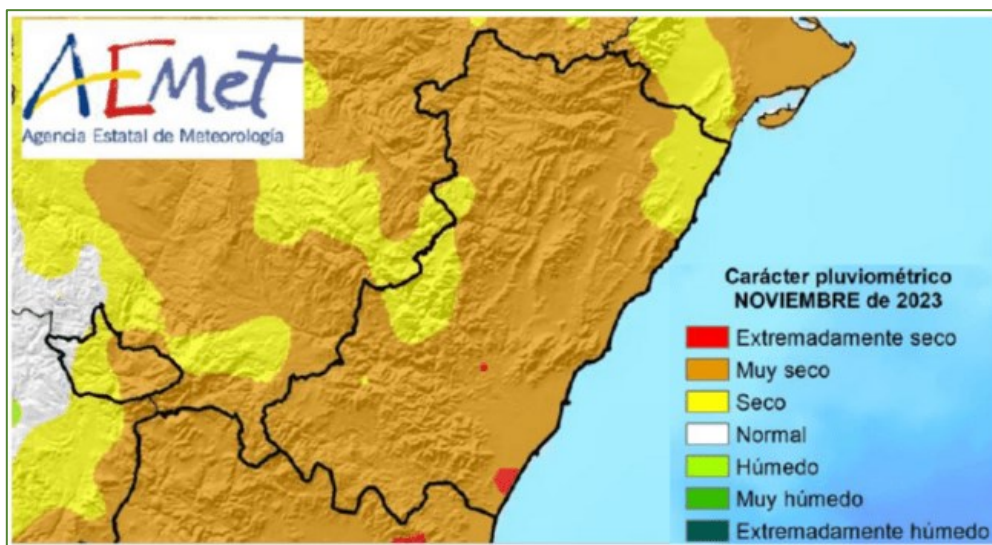 AEMet
Agencia Estatal de Meteorología
Carácter pluviométrico
NOVIEMBRE de 2023
Extremadamente seco
Muy seco
Seco
Normal
Húmedo
Muy húmedo
Extremadamente húmedo